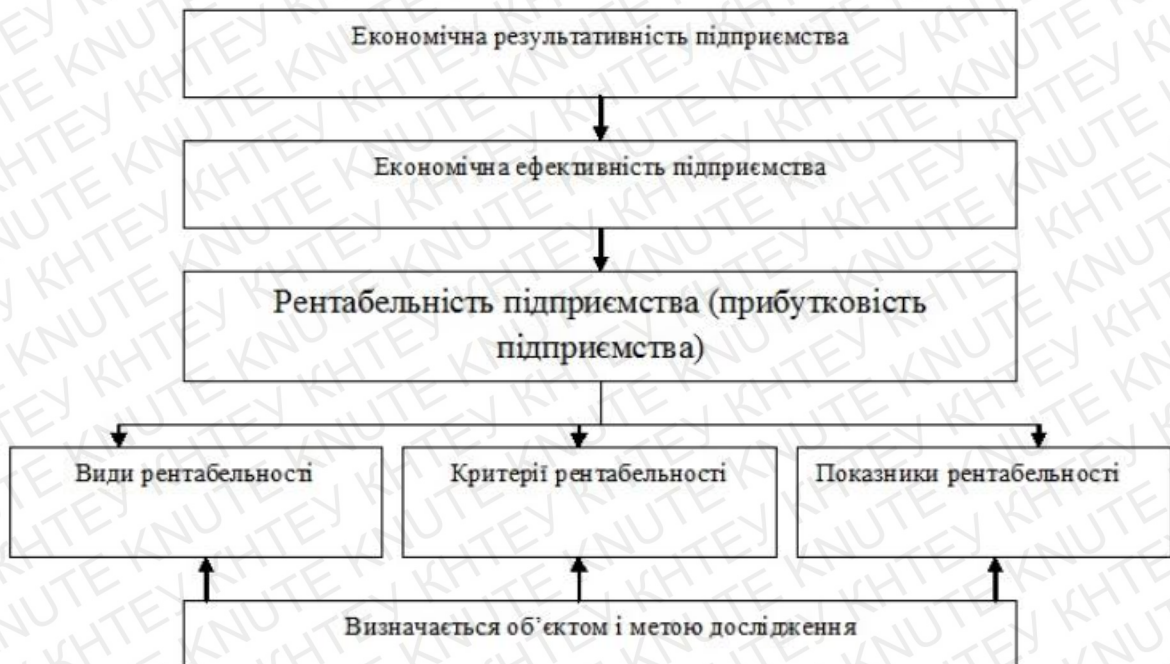 Економічна результативність підприємства
Економічна ефективність підприємства
Рентабельність підприємства (прибутковість
підприємства)
Види рентабельності
Критерії рентабельності
Показники рентабельності
Визначається об’єктом і метою дослідження